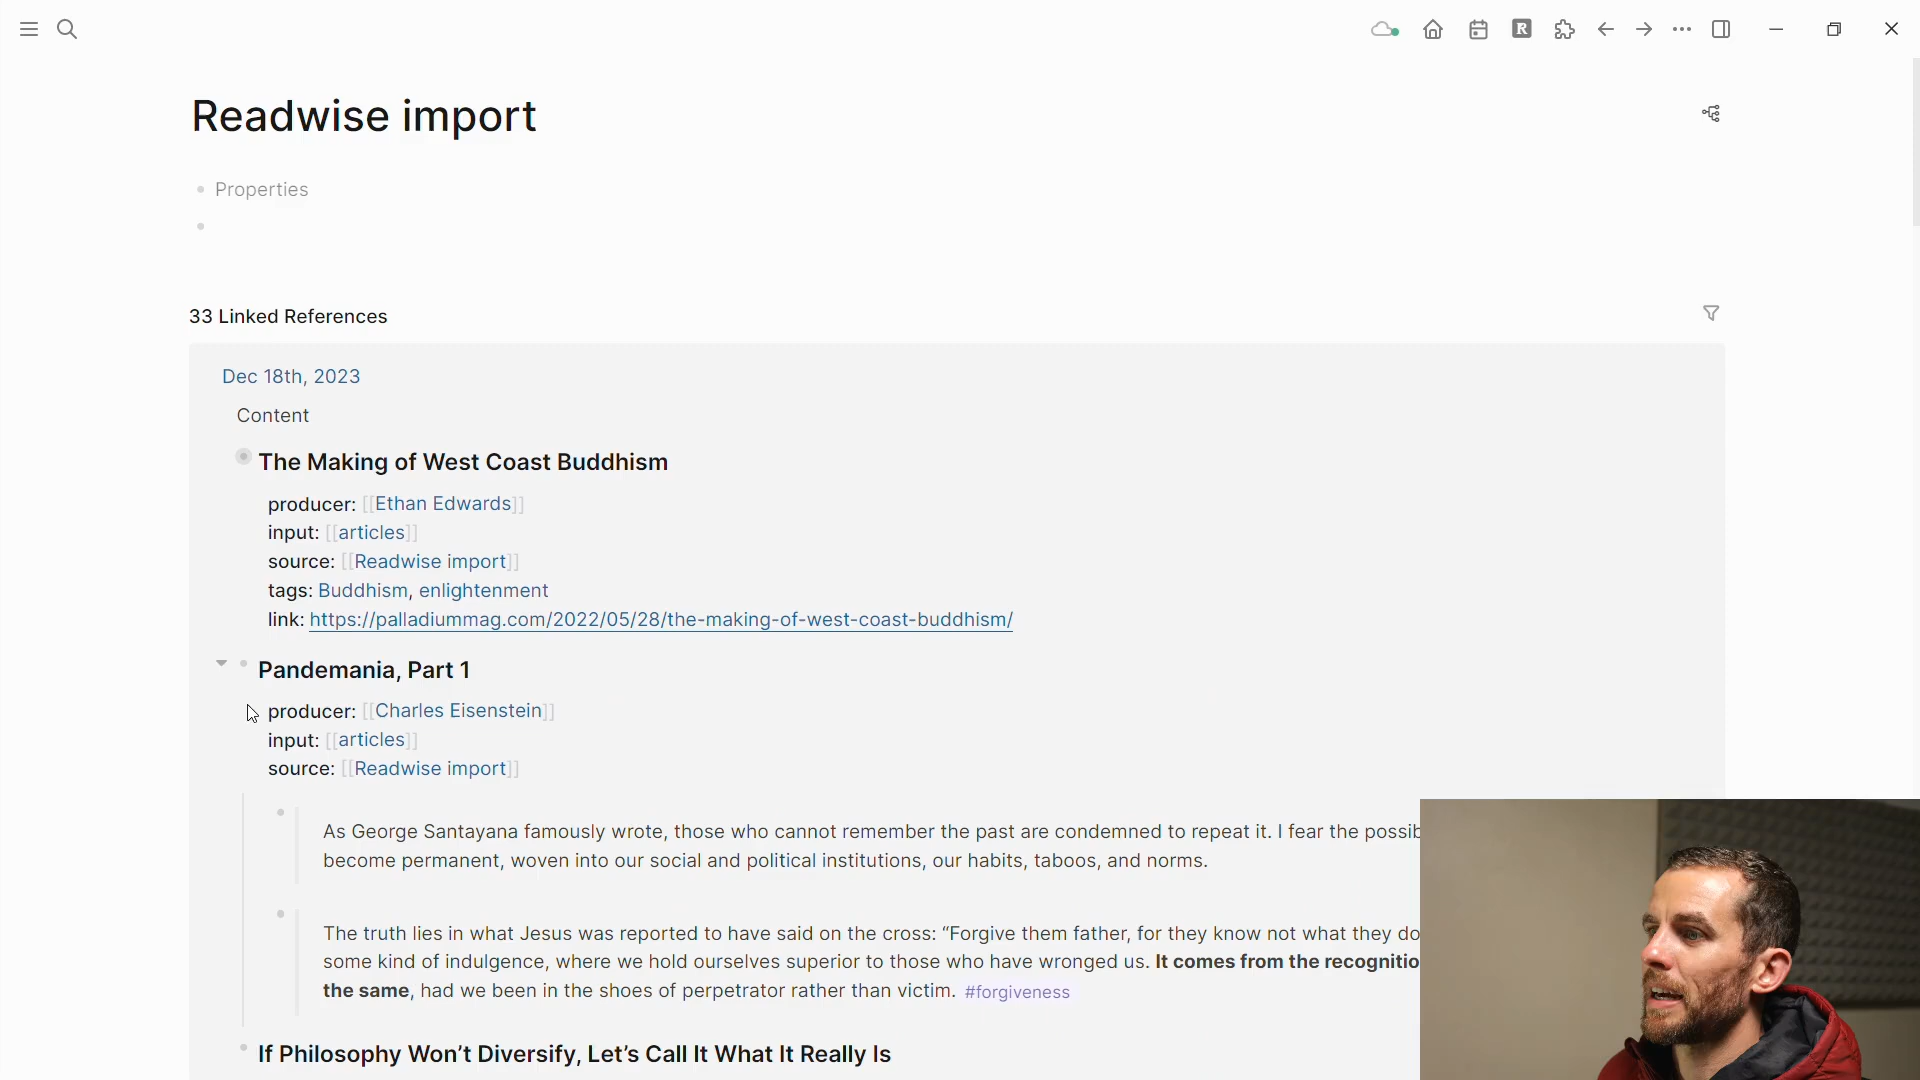 R
Readwise import
Properties
33 Linked References
Dec 18th, 2023
Content
The Making of West Coast Buddhism
producer: [[Ethan Edwards]]
input: [[articles]]
source: [[Readwise import]]
tags: Buddhism, enlightenment
link: https://palladiummag.com/2022/05/28/the-making-of-west-coast-buddhism/
Pandemania, Part 1
producer: [[Charles Eisenstein]]
input: [[articles]]
source: [[Readwise import]]
As George Santayana famously wrote, those who cannot remember the past are condemned to repeat it. I fear the possib
become permanent, woven into our social and political institutions, our habits, taboos, and norms.
The truth lies in what Jesus was reported to have said on the cross: “Forgive them father, for they know not what they do
some kind of indulgence, where we hold ourselves superior to those who have wronged us. It comes from the recognitio
the same, had we been in the shoes of perpetrator rather than victim. #forgiveness
If Philosophy Won’t Diversify, Let’s Call It What It Really Is